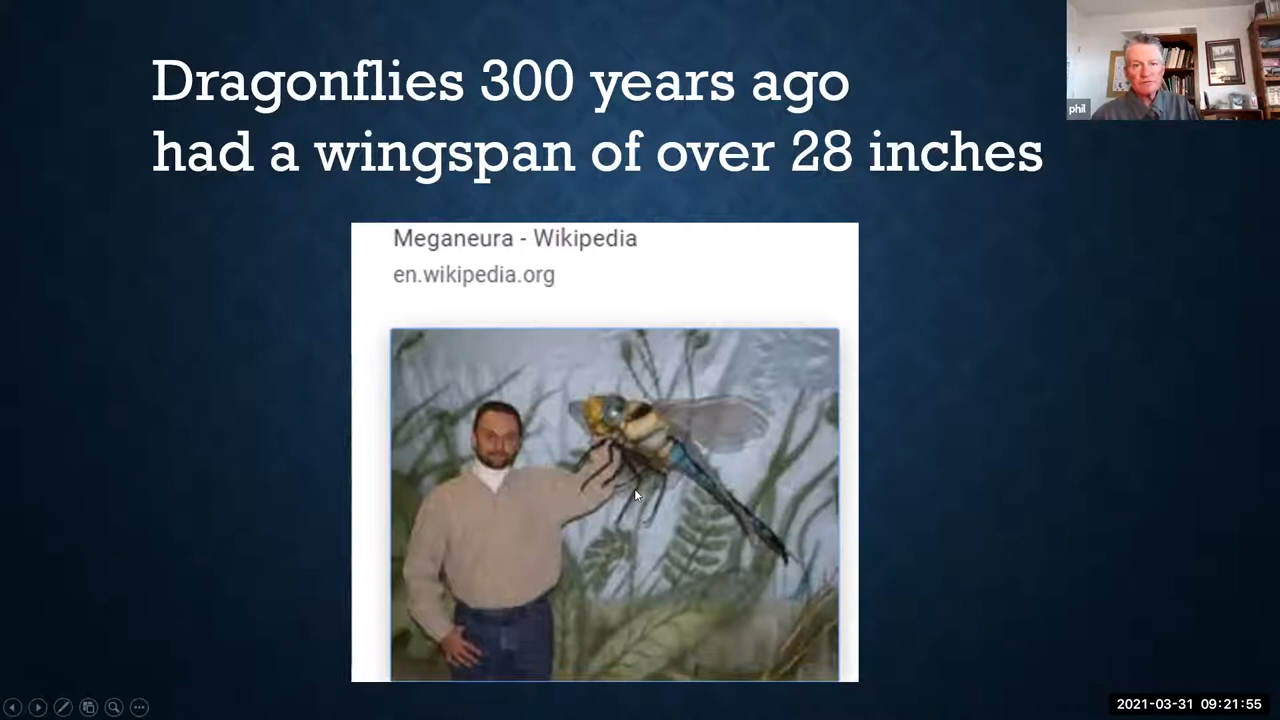 Dragonflies 300 years ago
had a wingspan of over 28 inches
phil
Meganeura - Wikipedia
en.wikipedia.org
2021-03-31 09:21:55